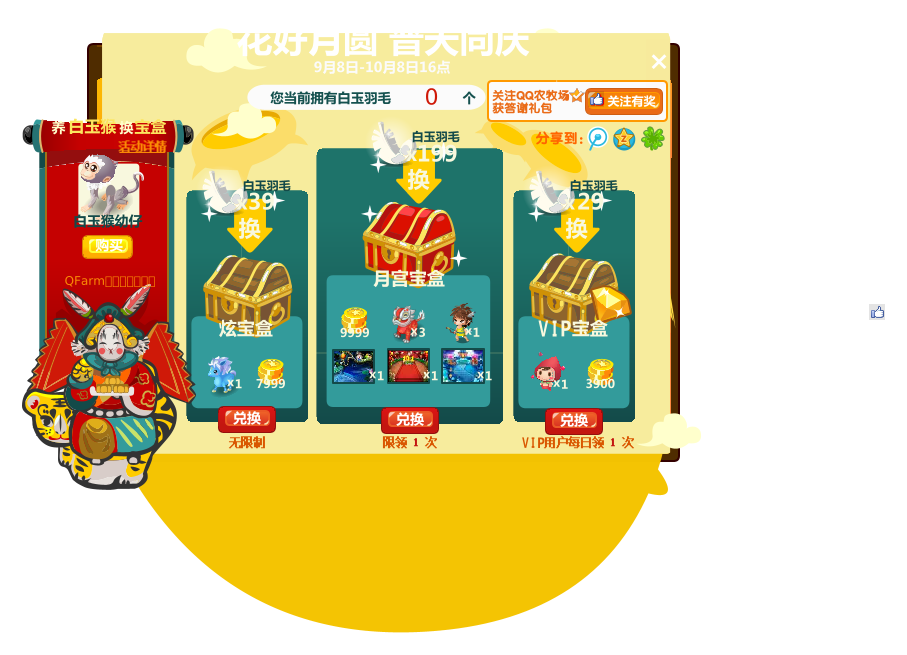 花好月圆 普天同庆
9月8日-10月8日16点
您当前拥有白玉羽毛 0 个
关注QQ农牧场
获答谢礼包
关注有奖
分享到:
养白玉猴换宝盒
活动详情
白玉猴幼仔
购买
QFarm
白玉羽毛
x39
换
炫宝盒
x1
7999
兑换
无限制
白玉羽毛
x199
换
月宫宝盒
9999
x3
x1
x1
x1
x1
兑换
限领 1 次
白玉羽毛
x29
换
VIP宝盒
x1
3900
兑换
VIP用户每日领 1 次